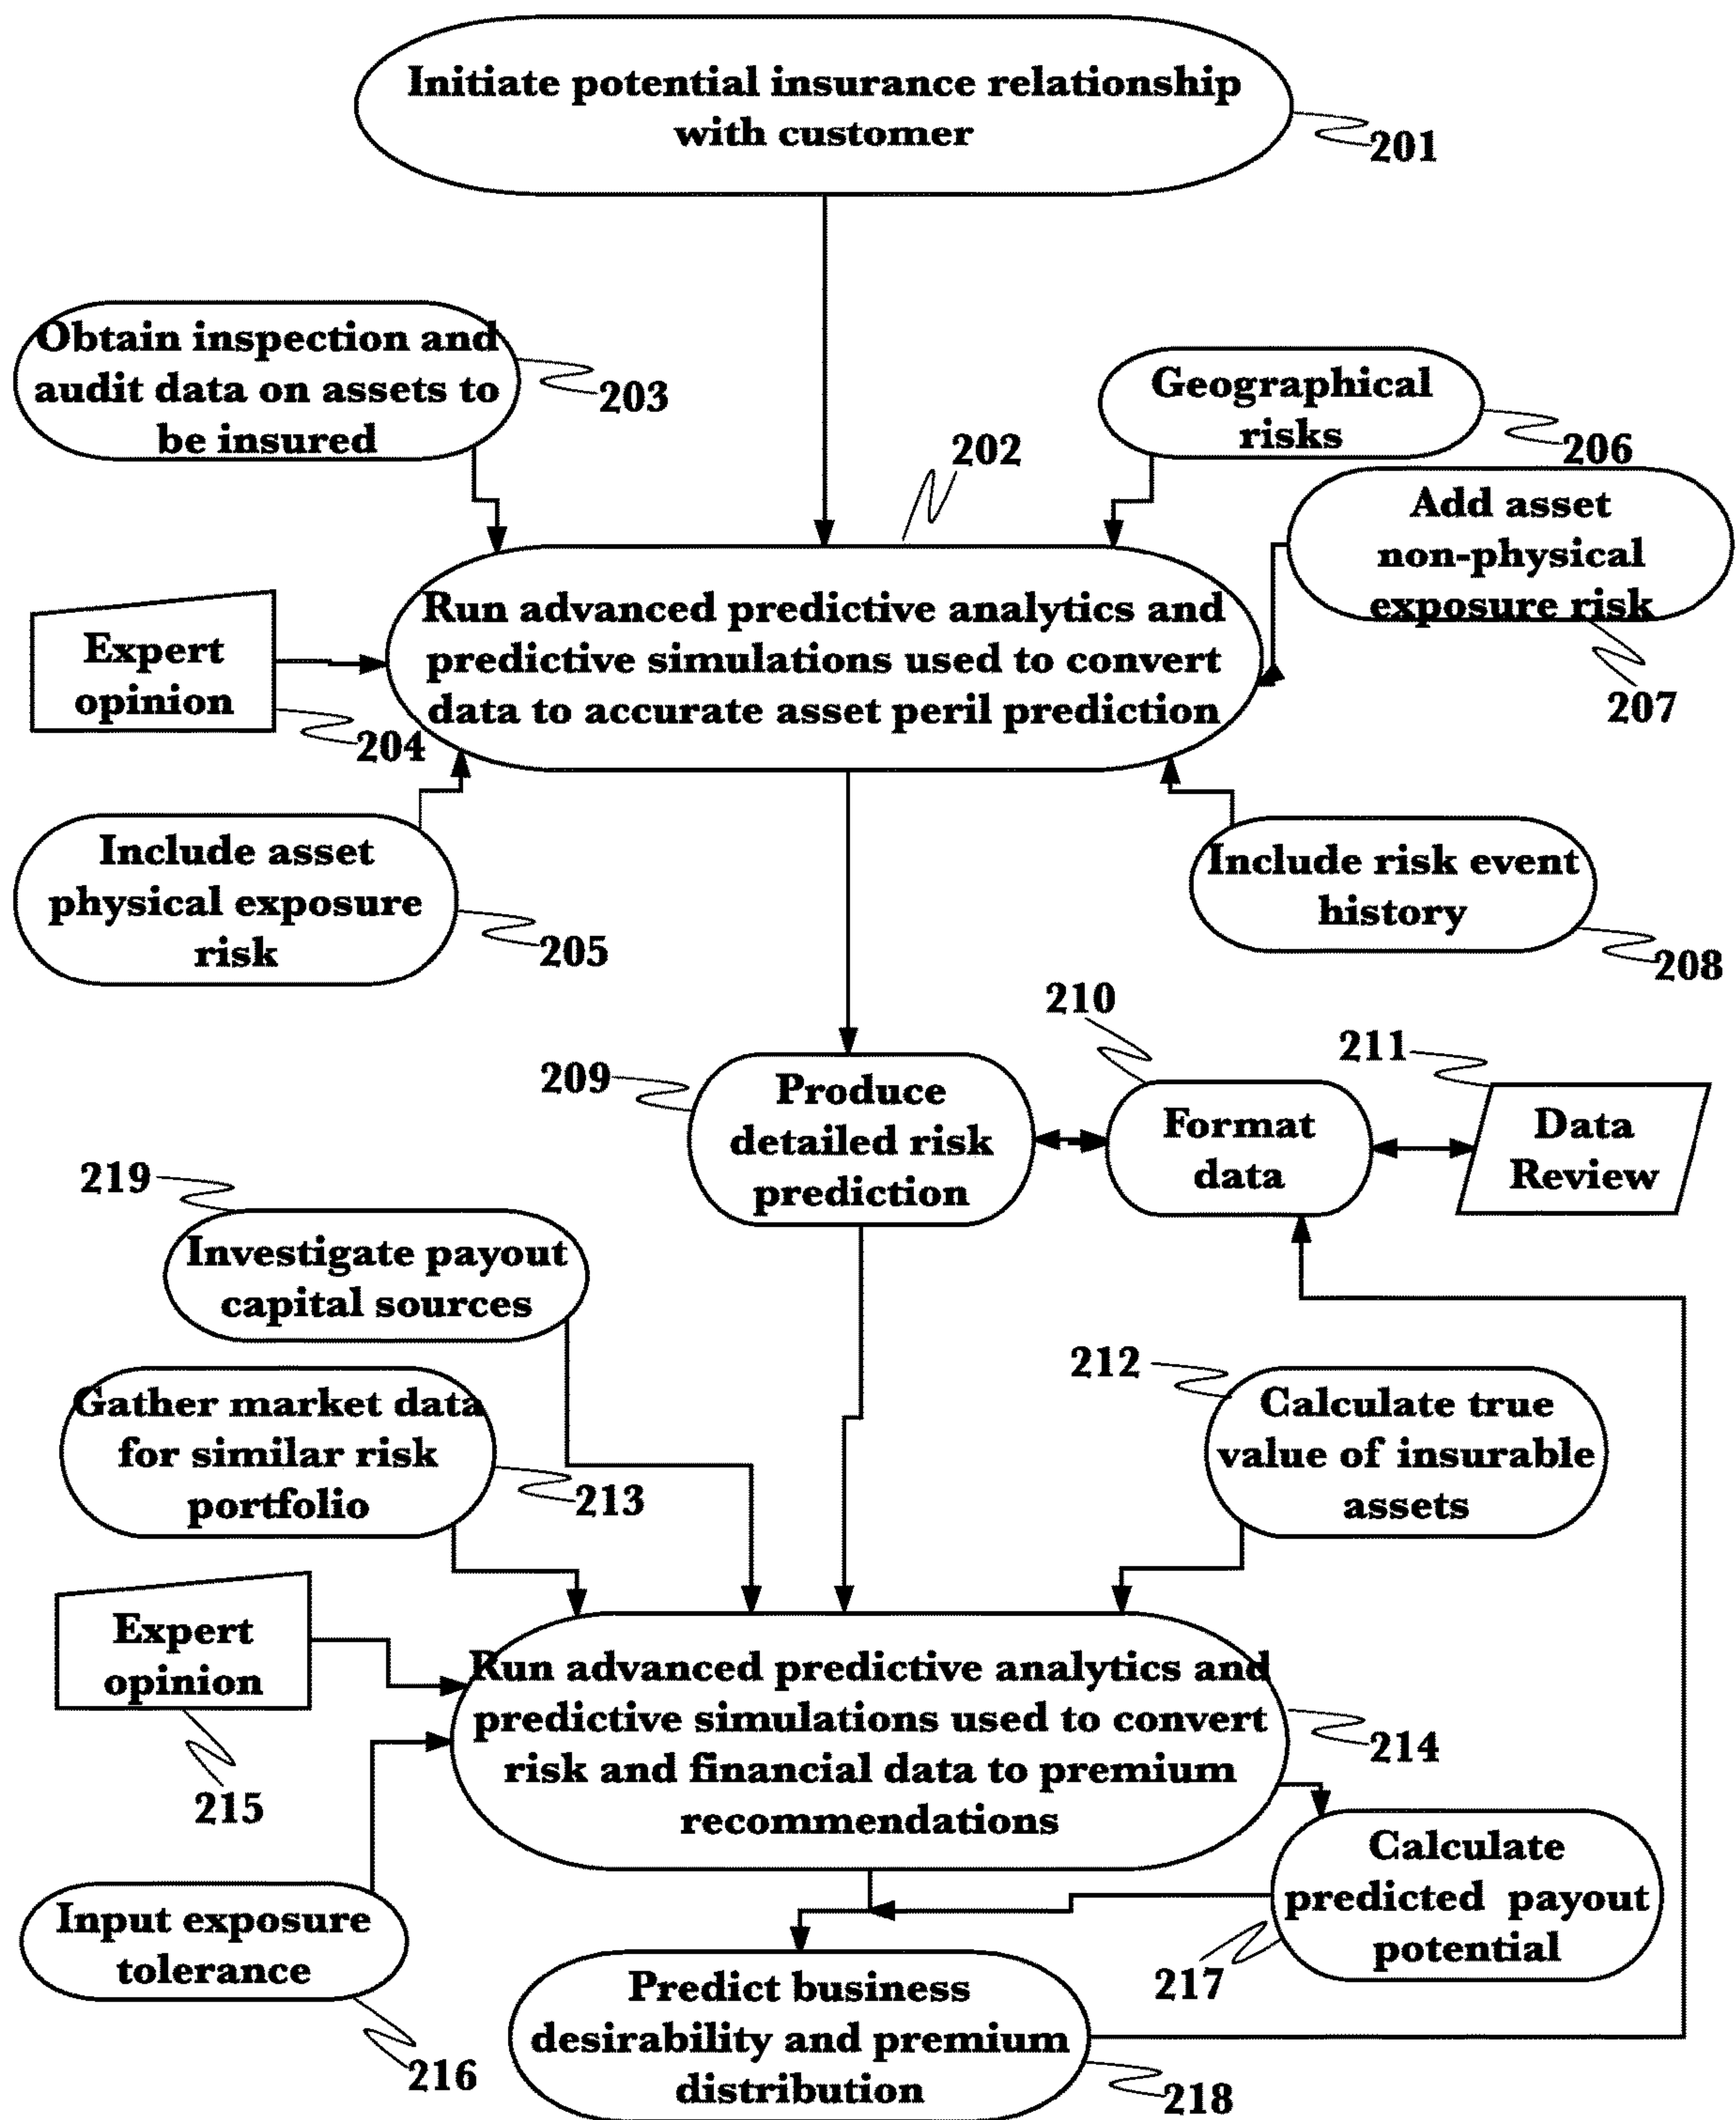 Initiate potential insurance relationship
with customer
201
Obtain inspection and
audit data on assets to
be insured
203
202
Geographical
risks
206
Add asset
non-physical
exposure risk
207
Run advanced predictive analytics and
predictive simulations used to convert
data to accurate asset peril prediction
Expert
opinion
204
Include asset
physical exposure
risk
205
Include risk event
history
208
209
Produce
detailed risk
prediction
210
Format
data
211
Data
Review
219
Investigate payout
capital sources
Gather market data
for similar risk
portfolio
213
212
Calculate true
value of insurable
assets
Expert
opinion
215
Run advanced predictive analytics and
predictive simulations used to convert
risk and financial data to premium
recommendations
214
Input exposure
tolerance
216
Calculate
predicted payout
potential
217
Predict business
desirability and premium
distribution
218